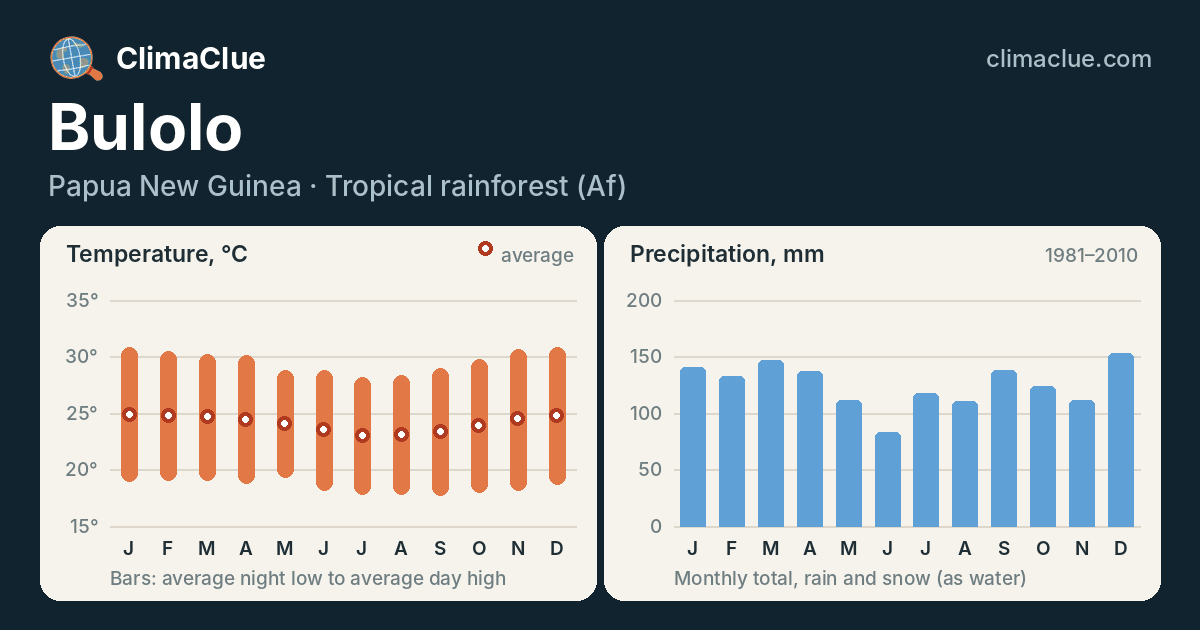 ClimaClue
climaclue.com
Bulolo
Papua New Guinea · Tropical rainforest (Af)
Temperature, °C
average
35°
30°
25°
20°
15°
J F M A M J J A S O N D
Bars: average night low to average day high
Precipitation, mm
1981–2010
200
150
100
50
0
J F M A M J J A S O N D
Monthly total, rain and snow (as water)